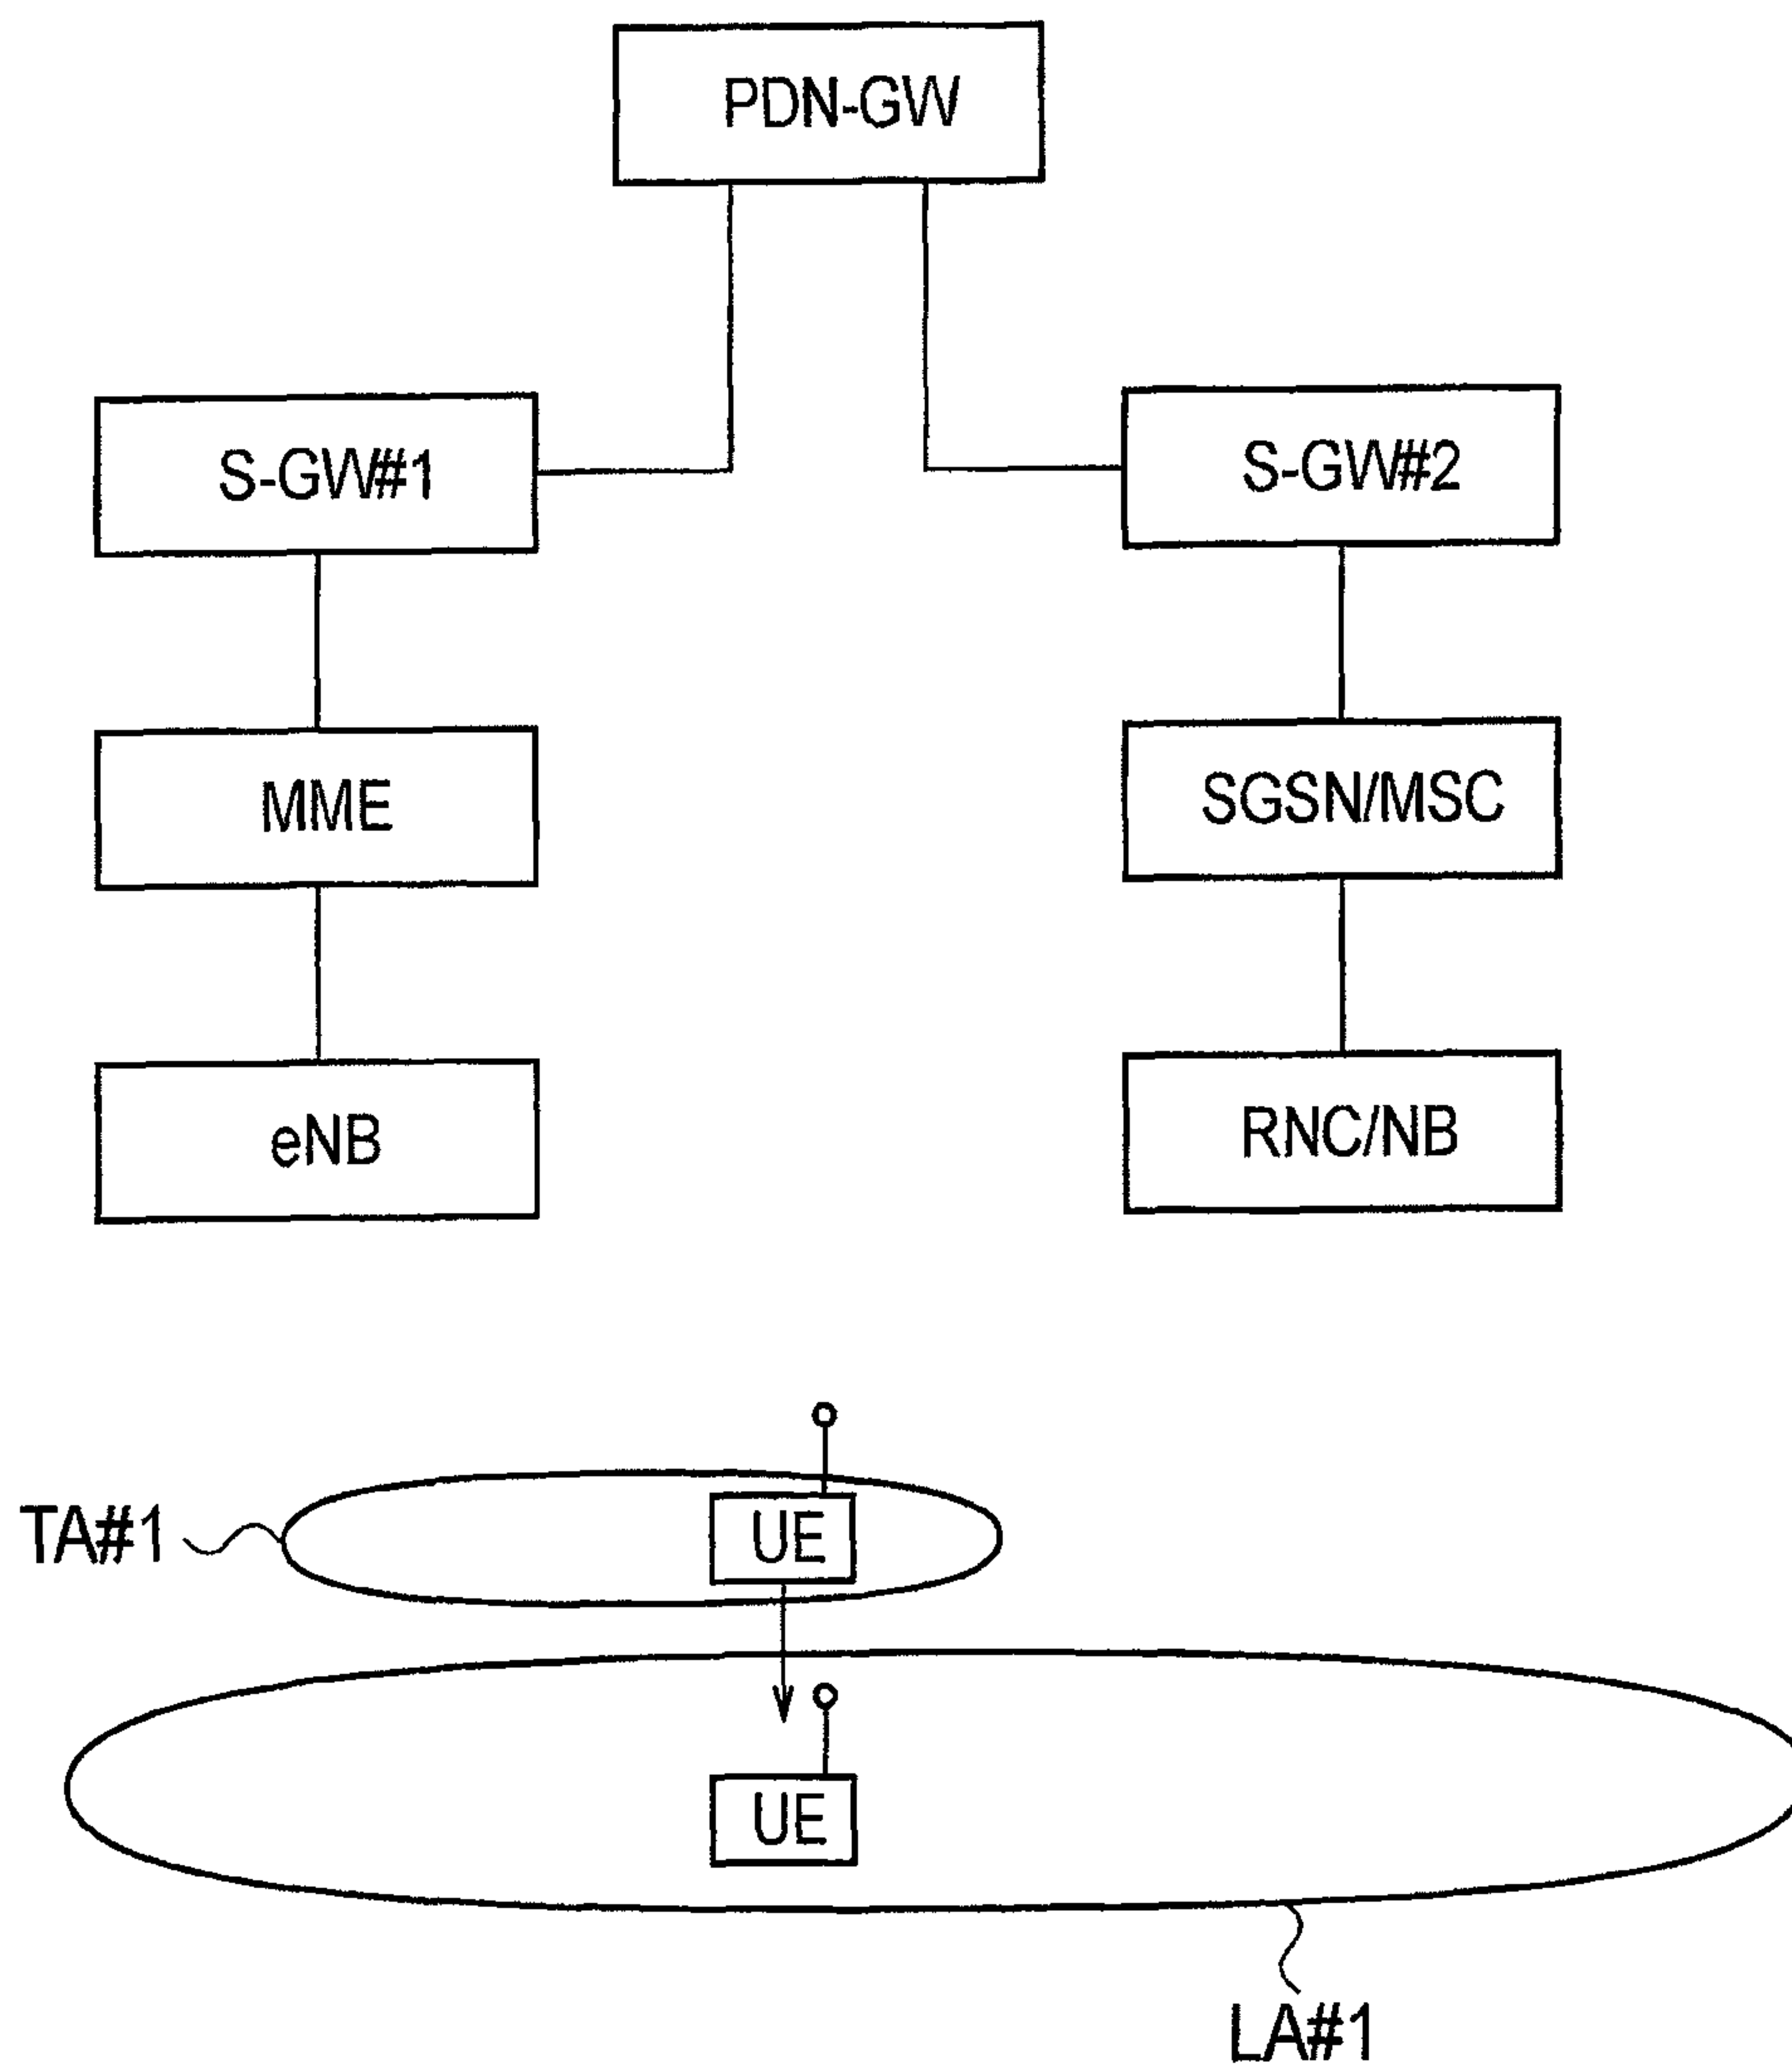 PDN-GW
S-GW#1
S-GW#2
MME
SGSN/MSC
eNB
RNC/NB
TA#1
UE
UE
LA#1